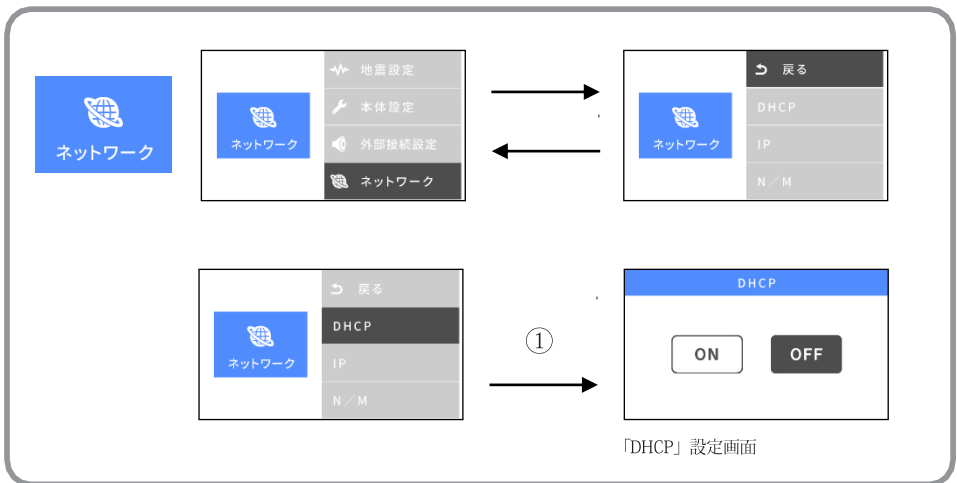 ネットワーク
ネットワーク
地震設定
本体設定
外部接続設定
ネットワーク
ネットワーク
戻る
DHCP
IP
N／M
ネットワーク
戻る
DHCP
IP
N／M
①
DHCP
ON
OFF
「DHCP」設定画面